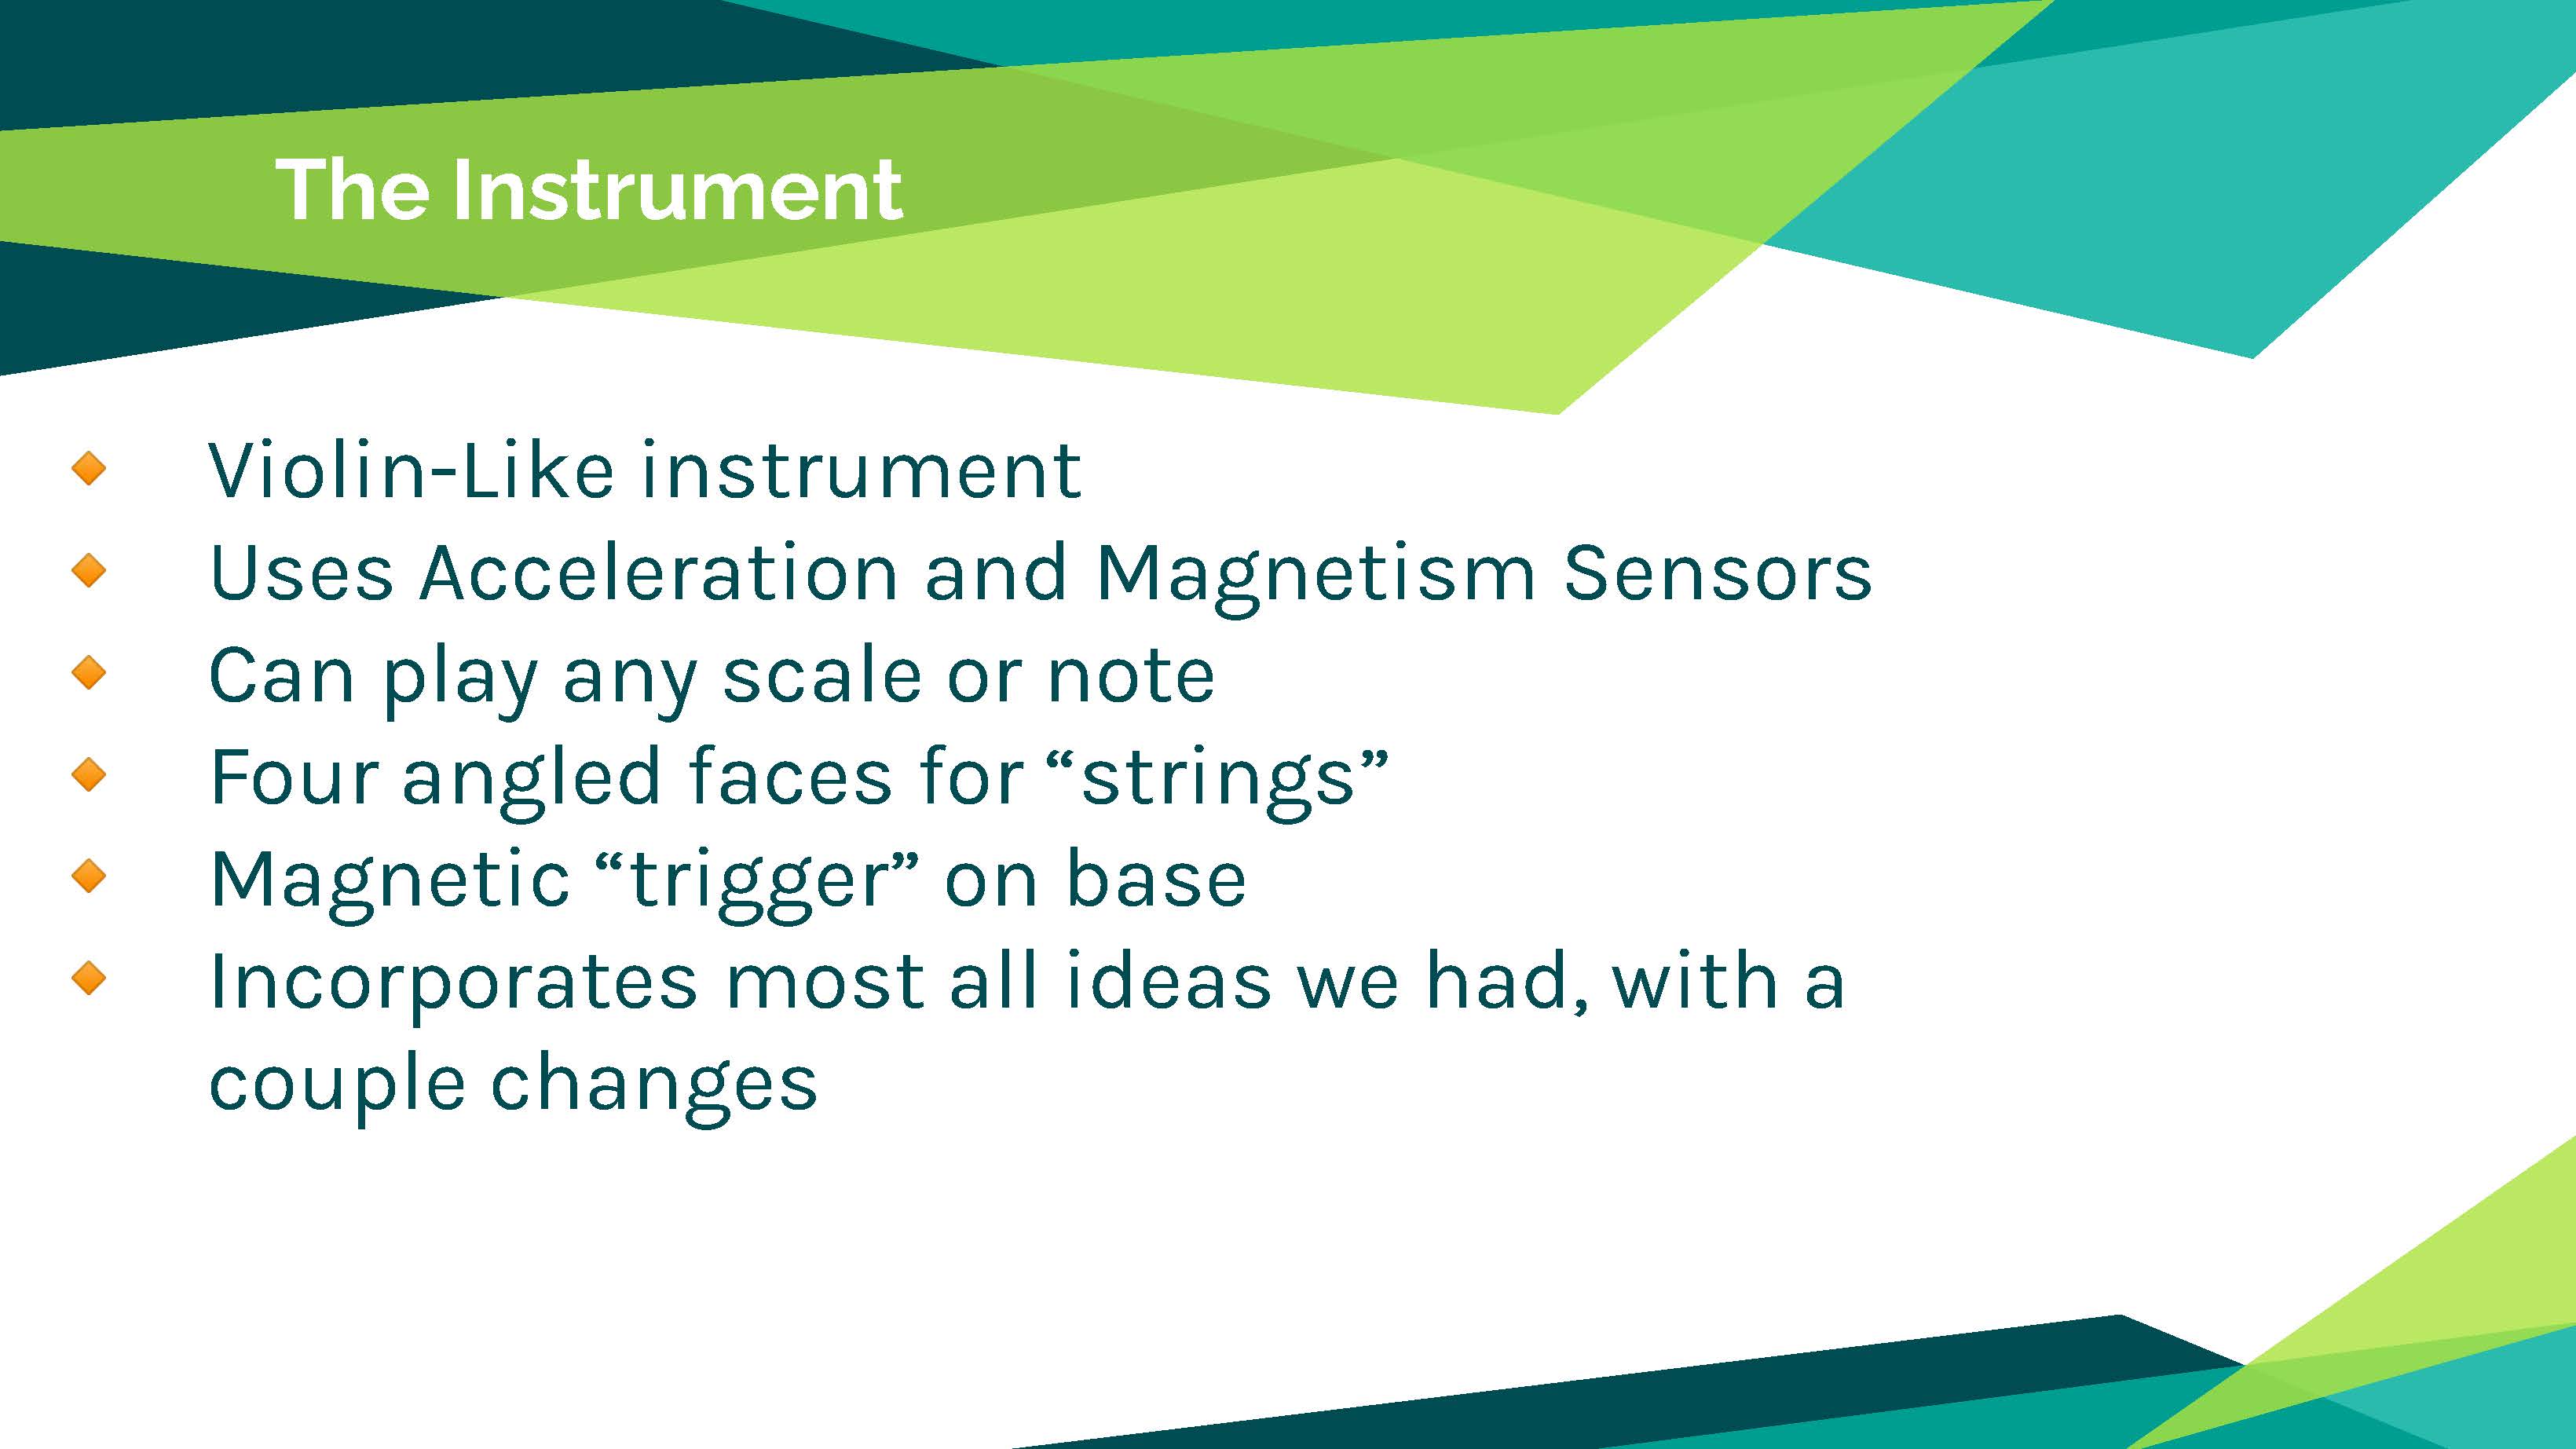 The Instrument
Violin-Like instrument
Uses Acceleration and Magnetism Sensors
Can play any scale or note
Four angled faces for “strings”
Magnetic “trigger” on base
Incorporates most all ideas we had, with a
couple changes